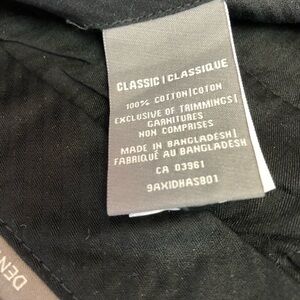 CLASSIC | CLASSIQUE
100% COTTON | COTON
EXCLUSIVE OF TRIMMINGS |
GARNITURES
NON COMPRISES
MADE IN BANGLADESH |
FABRIQUÉ AU BANGLADESH
CA 03961
9AXIDHAS801
DEN